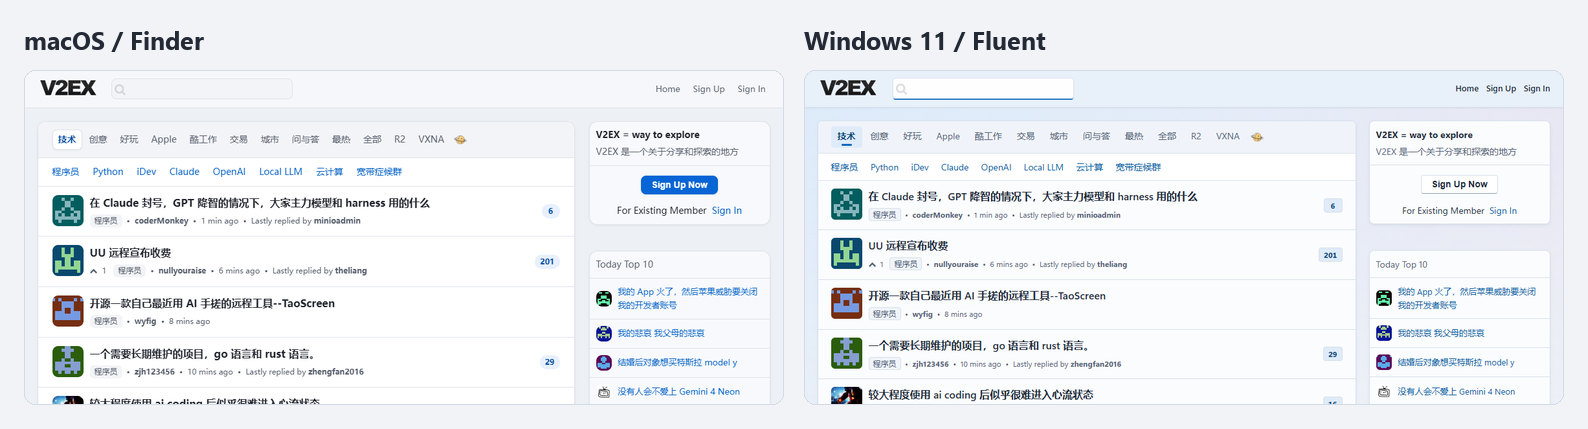 macOS / Finder
V2EX
Home Sign Up Sign In
技术 创意 好玩 Apple 酷工作 交易 城市 问与答 最热 全部 R2 VXNA
程序员 Python iDev Claude OpenAI Local LLM 云计算 宽带症候群
在 Claude 封号，GPT 降智的情况下，大家主力模型和 harness 用的什么
程序员 • coderMonkey • 1 min ago • Lastly replied by minioadmin
6
UU 远程宣布收费
1 程序员 • nullyouraise • 6 mins ago • Lastly replied by theliang
201
开源一款自己最近用 AI 手搓的远程工具--TaoScreen
程序员 • wyfig • 8 mins ago
一个需要长期维护的项目，go 语言和 rust 语言。
程序员 • zjh123456 • 10 mins ago • Lastly replied by zhengfan2016
29
较大程度使用 ai coding 后似乎很难进入心流状态
V2EX = way to explore
V2EX 是一个关于分享和探索的地方
Sign Up Now
For Existing Member Sign In
Today Top 10
我的 App 火了，然后苹果威胁要关闭
我的开发者账号
我的悲哀 我父母的悲哀
结婚后对象想买特斯拉 model y
没有人会不爱上 Gemini 4 Neon
Windows 11 / Fluent
V2EX
Home Sign Up Sign In
技术 创意 好玩 Apple 酷工作 交易 城市 问与答 最热 全部 R2 VXNA
程序员 Python iDev Claude OpenAI Local LLM 云计算 宽带症候群
在 Claude 封号，GPT 降智的情况下，大家主力模型和 harness 用的什么
程序员 • coderMonkey • 1 min ago • Lastly replied by minioadmin
6
UU 远程宣布收费
1 程序员 • nullyouraise • 6 mins ago • Lastly replied by theliang
201
开源一款自己最近用 AI 手搓的远程工具--TaoScreen
程序员 • wyfig • 8 mins ago
一个需要长期维护的项目，go 语言和 rust 语言。
程序员 • zjh123456 • 10 mins ago • Lastly replied by zhengfan2016
29
较大程度使用 ai coding 后似乎很难进入心流状态
V2EX = way to explore
V2EX 是一个关于分享和探索的地方
Sign Up Now
For Existing Member Sign In
Today Top 10
我的 App 火了，然后苹果威胁要关闭
我的开发者账号
我的悲哀 我父母的悲哀
结婚后对象想买特斯拉 model y
没有人会不爱上 Gemini 4 Neon